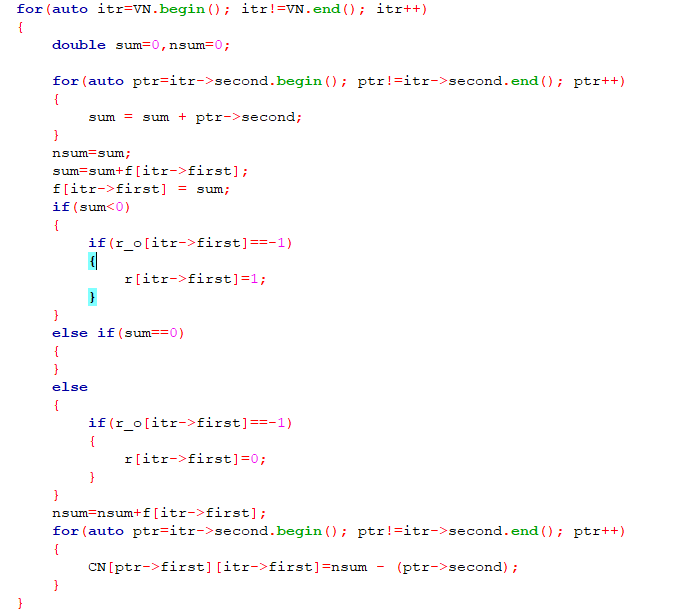 for(auto itr=VN.begin(); itr!=VN.end(); itr++)
{
    double sum=0,nsum=0;

    for(auto ptr=itr->second.begin(); ptr!=itr->second.end(); ptr++)
    {
        sum = sum + ptr->second;
    }
    nsum=sum;
    sum=sum+f[itr->first];
    f[itr->first] = sum;
    if(sum<0)
    {
        if(r_o[itr->first]==-1)
        {
            r[itr->first]=1;
        }
    }
    else if(sum==0)
    {
    }
    else
    {
        if(r_o[itr->first]==-1)
        {
            r[itr->first]=0;
        }
    }
    nsum=nsum+f[itr->first];
    for(auto ptr=itr->second.begin(); ptr!=itr->second.end(); ptr++)
    {
        CN[ptr->first][itr->first]=nsum - (ptr->second);
    }
}